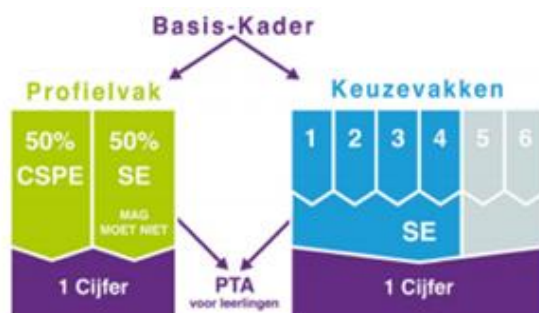 Basis-Kader
Profielvak
Keuzevakken
50%
CSPE
50%
SE
MAG
MOET NIET
1 Cijfer
PTA
voor leerlingen
1 2 3 4 5 6
SE
1 Cijfer